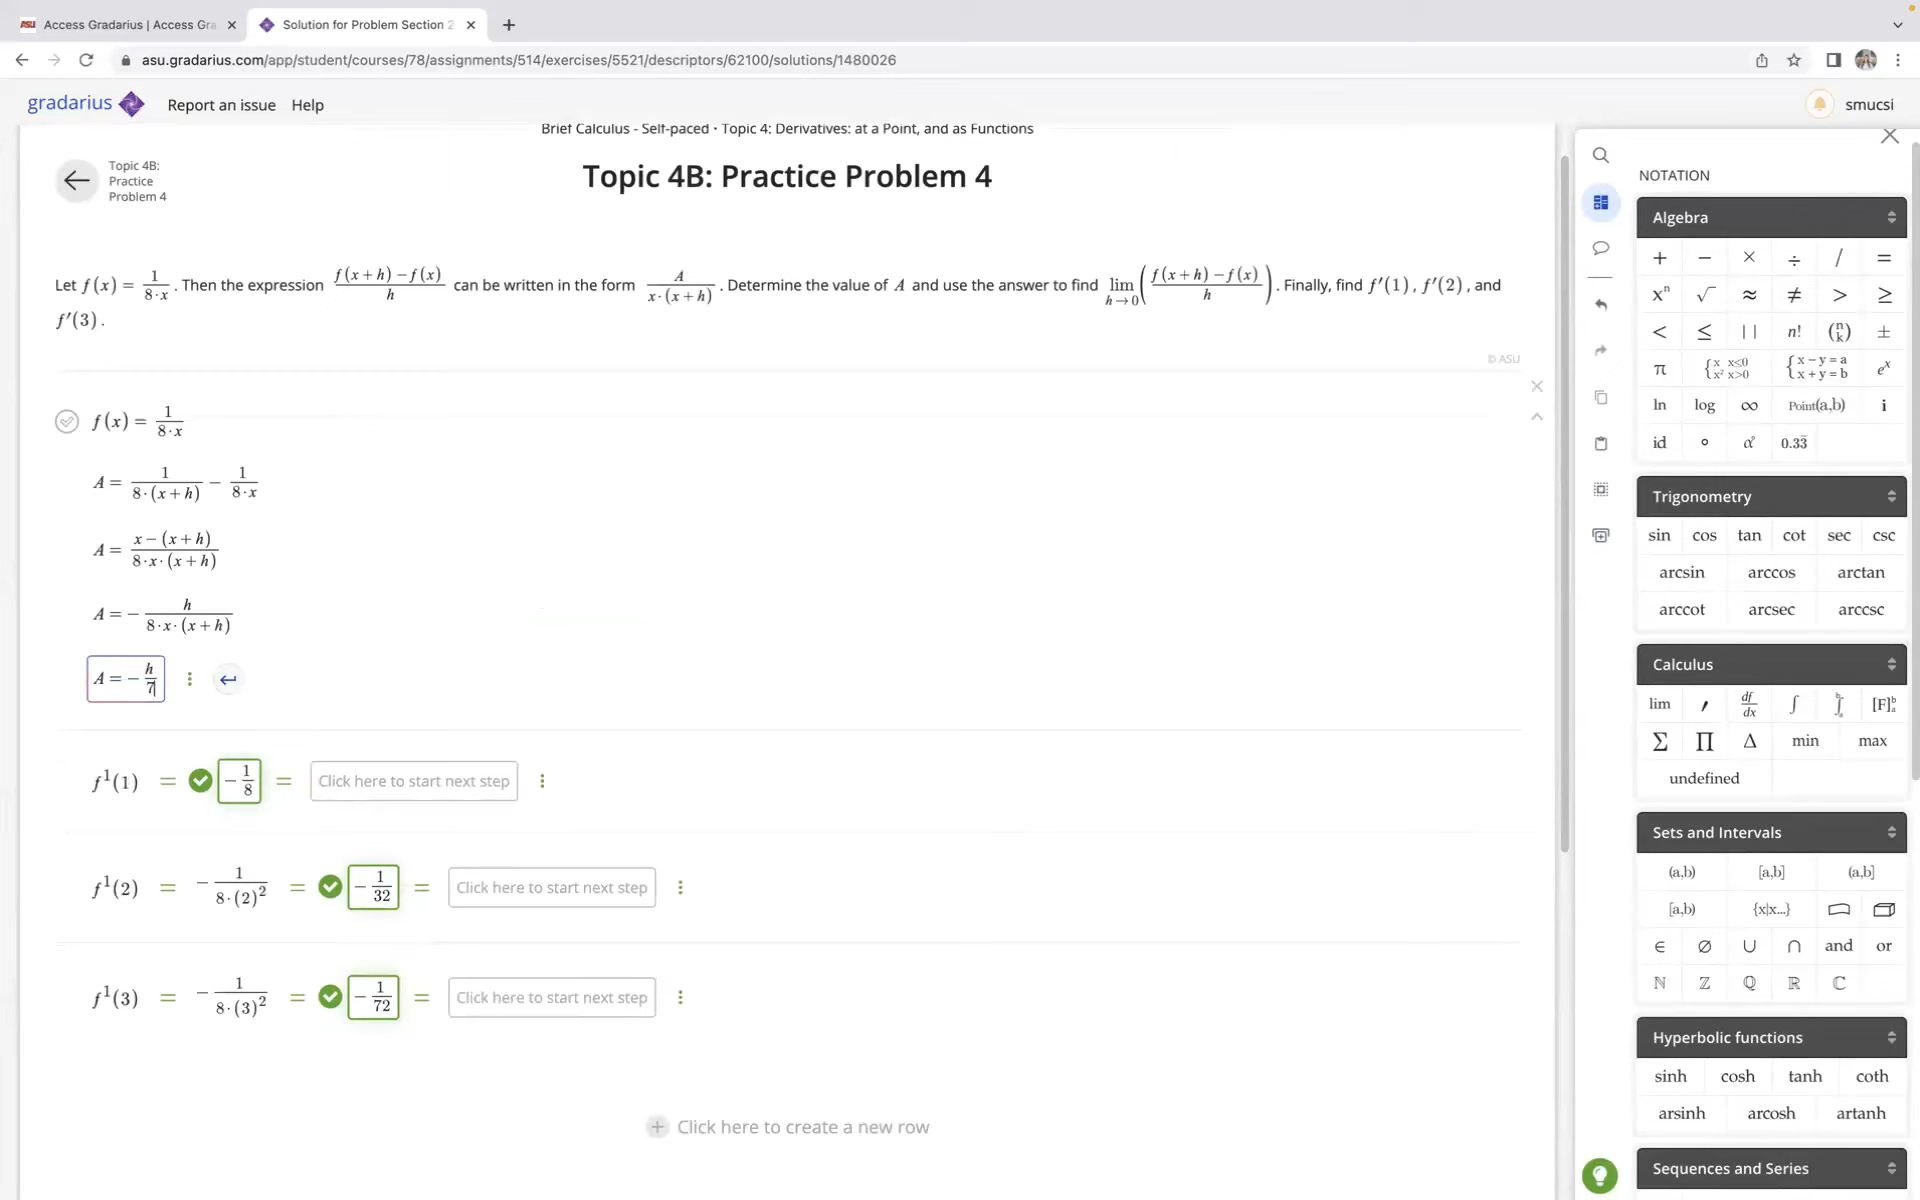 Access Gradarius | Access Gra
Solution for Problem Section 2
asu.gradarius.com/app/student/courses/78/assignments/514/exercises/5521/descriptors/62100/solutions/1480026
gradarius Report an issue Help smucsi
Brief Calculus - Self-paced • Topic 4: Derivatives: at a Point, and as Functions
Topic 4B:
Practice
Problem 4
Topic 4B: Practice Problem 4
Let f(x) = 1/(8·x). Then the expression (f(x+h)−f(x))/h can be written in the form A/(x·(x+h)). Determine the value of A and use the answer to find lim h→0 ((f(x+h)−f(x))/h). Finally, find f′(1), f′(2), and
f′(3).
© ASU
f(x) = 1/(8·x)
A = 1/(8·(x+h)) − 1/(8·x)
A = (x−(x+h))/(8·x·(x+h))
A = − h/(8·x·(x+h))
A = − h/7
f¹(1) = −1/8 = Click here to start next step
f¹(2) = −1/(8·(2)²) = −1/32 = Click here to start next step
f¹(3) = −1/(8·(3)²) = −1/72 = Click here to start next step
+ Click here to create a new row
NOTATION
Algebra
+ − × ÷ / =
xⁿ √ ≈ ≠ > ≥
< ≤ | | n! (n k) ±
π {x x≤0 x² x>0 {x−y=a x+y=b eˣ
ln log ∞ Point(a,b) i
id ∘ α° 0.33̅
Trigonometry
sin cos tan cot sec csc
arcsin arccos arctan
arccot arcsec arccsc
Calculus
lim ′ df/dx ∫ ∫ₐᵇ [F]ₐᵇ
∑ ∏ Δ min max
undefined
Sets and Intervals
(a,b) [a,b] (a,b]
[a,b) {x|x...}
∈ ∅ ∪ ∩ and or
ℕ ℤ ℚ ℝ ℂ
Hyperbolic functions
sinh cosh tanh coth
arsinh arcosh artanh
Sequences and Series